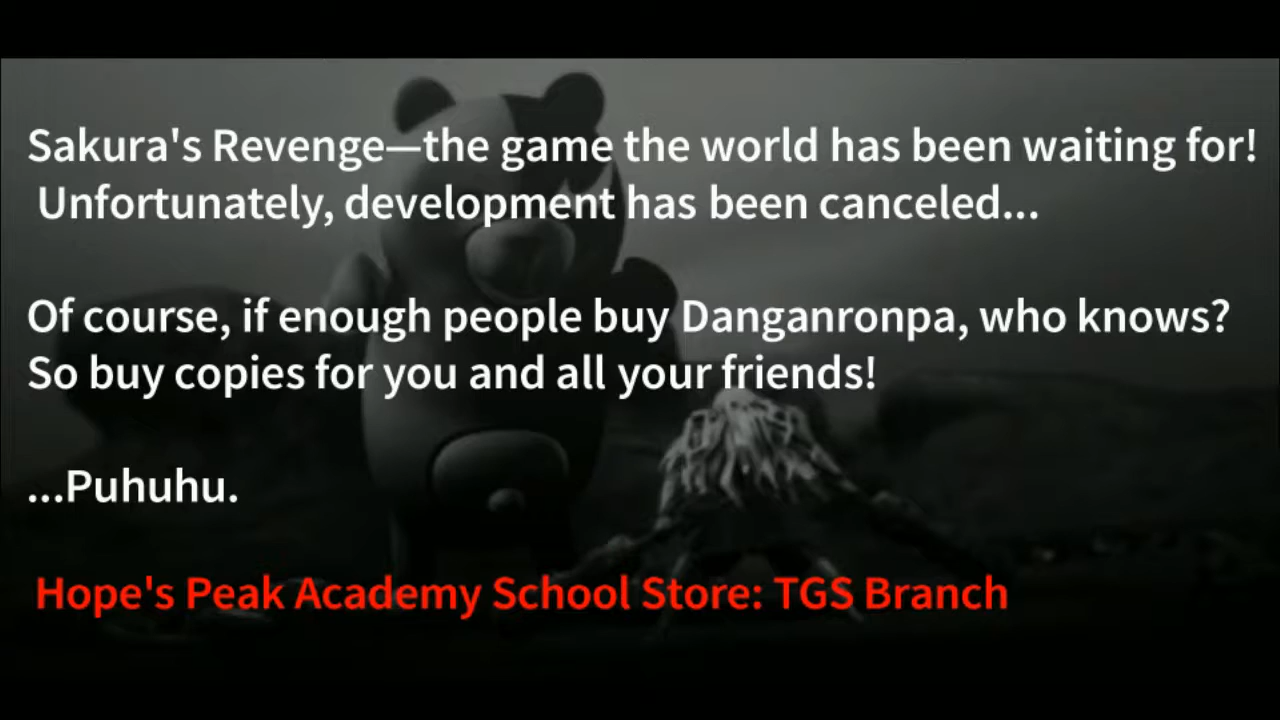 Sakura's Revenge—the game the world has been waiting for!
Unfortunately, development has been canceled...
Of course, if enough people buy Danganronpa, who knows?
So buy copies for you and all your friends!
...Puhuhu.
Hope's Peak Academy School Store: TGS Branch